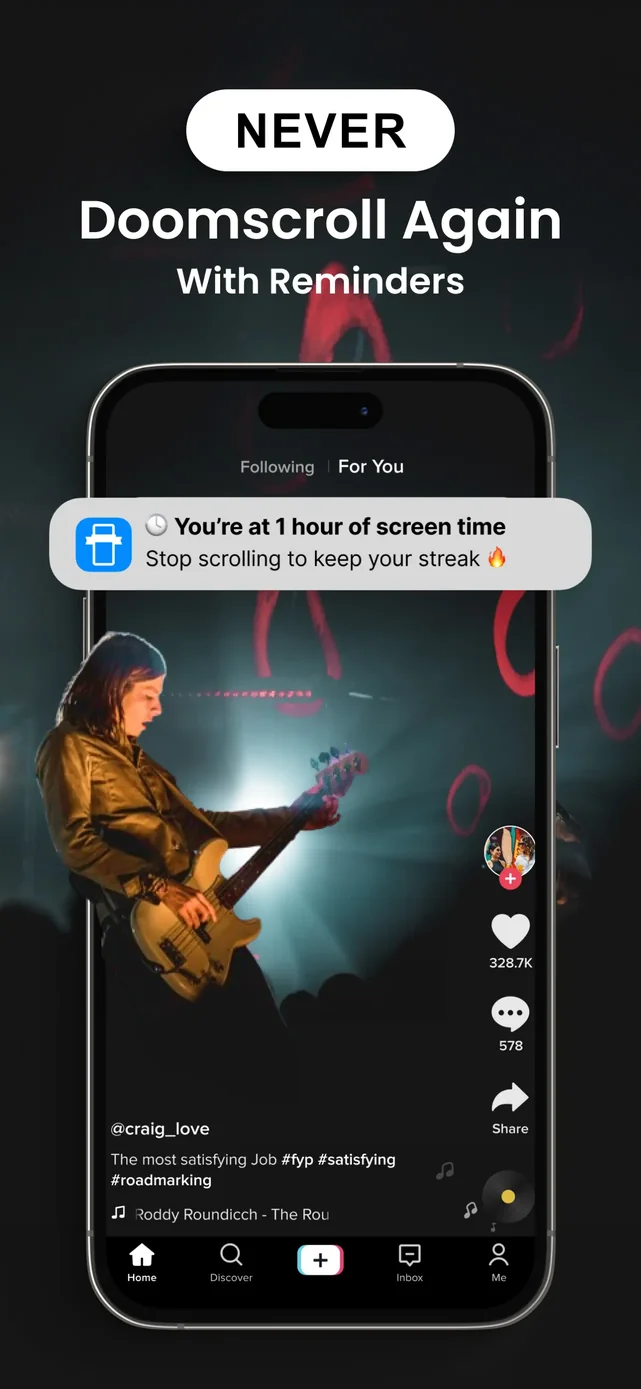 NEVER
Doomscroll Again
With Reminders
Following | For You
🕓 You’re at 1 hour of screen time
Stop scrolling to keep your streak 🔥
328.7K
578
Share
@craig_love
The most satisfying Job #fyp #satisfying
#roadmarking
Roddy Roundicch - The Rou
Home
Discover
Inbox
Me